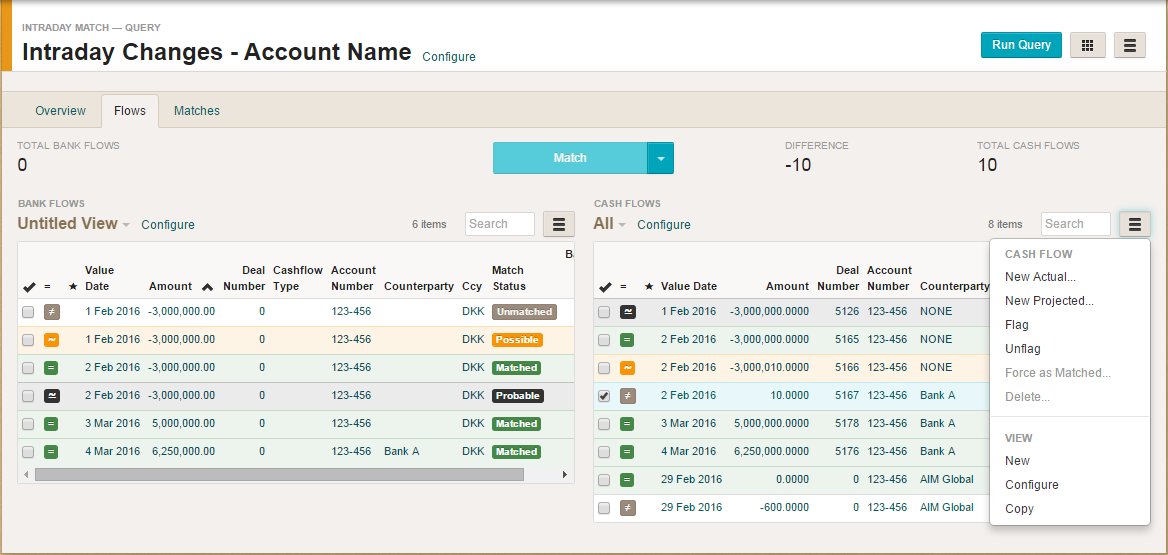 INTRADAY MATCH — QUERY
Intraday Changes - Account Name Configure
Run Query
Overview Flows Matches
TOTAL BANK FLOWS
0
Match
DIFFERENCE
-10
TOTAL CASH FLOWS
10
BANK FLOWS
Untitled View Configure 6 items Search
Ba
Value Date Amount Deal Number Cashflow Type Account Number Counterparty Ccy Match Status
≠ 1 Feb 2016 -3,000,000.00 0 123-456 DKK Unmatched
~ 1 Feb 2016 -3,000,000.00 0 123-456 DKK Possible
= 2 Feb 2016 -3,000,000.00 0 123-456 DKK Matched
≈ 2 Feb 2016 -3,000,000.00 0 123-456 DKK Probable
= 3 Mar 2016 5,000,000.00 0 123-456 DKK Matched
= 4 Mar 2016 6,250,000.00 0 123-456 Bank A DKK Matched
CASH FLOWS
All Configure 8 items Search
= ★ Value Date Amount Deal Number Account Number Counterparty
≈ 1 Feb 2016 -3,000,000.0000 5126 123-456 NONE
= 2 Feb 2016 -3,000,000.0000 5165 123-456 NONE
~ 2 Feb 2016 -3,000,010.0000 5166 123-456 NONE
≠ 2 Feb 2016 10.0000 5167 123-456 Bank A
= 3 Mar 2016 5,000,000.0000 5178 123-456 Bank A
= 4 Mar 2016 6,250,000.0000 5176 123-456 Bank A
= 29 Feb 2016 0.0000 0 123-456 AIM Global
≠ 29 Feb 2016 -600.0000 0 123-456 AIM Global
CASH FLOW
New Actual...
New Projected...
Flag
Unflag
Force as Matched...
Delete...
VIEW
New
Configure
Copy